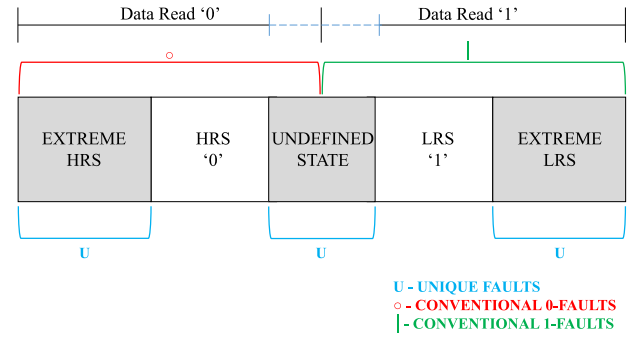 Data Read ‘0’
Data Read ‘1’
EXTREME
HRS
HRS
‘0’
UNDEFINED
STATE
LRS
‘1’
EXTREME
LRS
U
U
U
U - UNIQUE FAULTS
○ - CONVENTIONAL 0-FAULTS
| - CONVENTIONAL 1-FAULTS